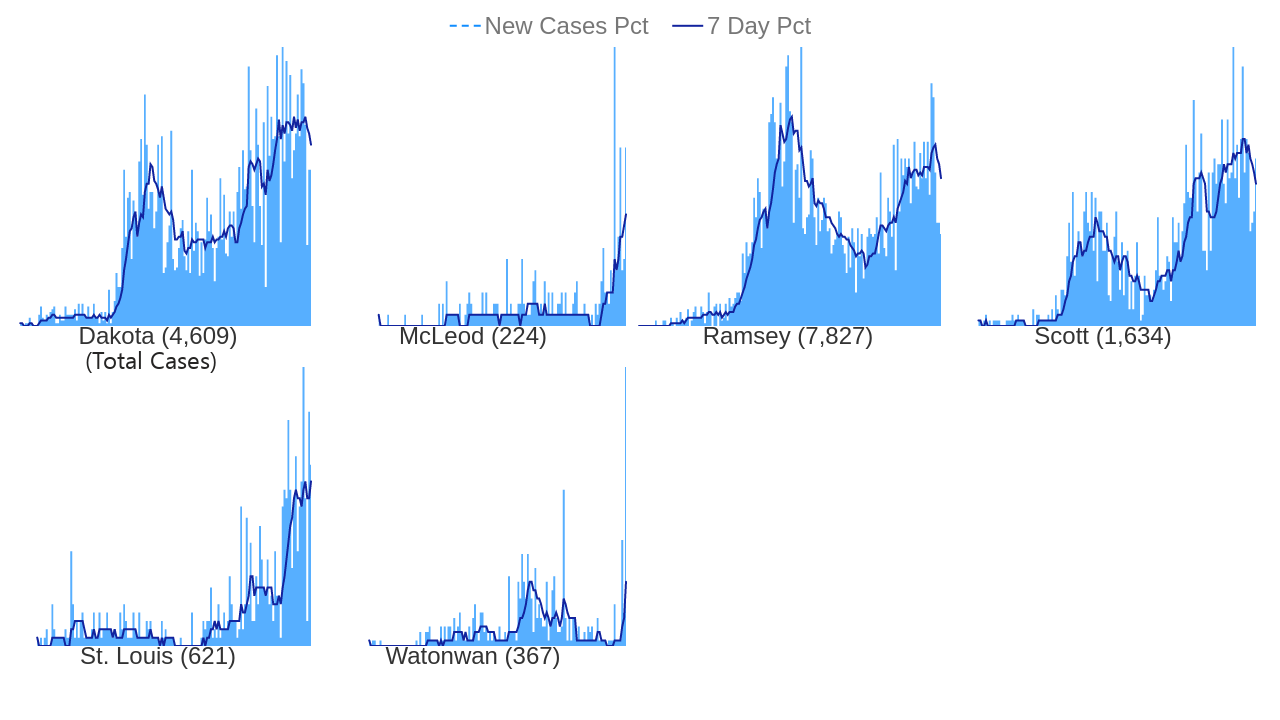 New Cases Pct 7 Day Pct
Dakota (4,609) McLeod (224) Ramsey (7,827) Scott (1,634)
(Total Cases)
St. Louis (621) Watonwan (367)